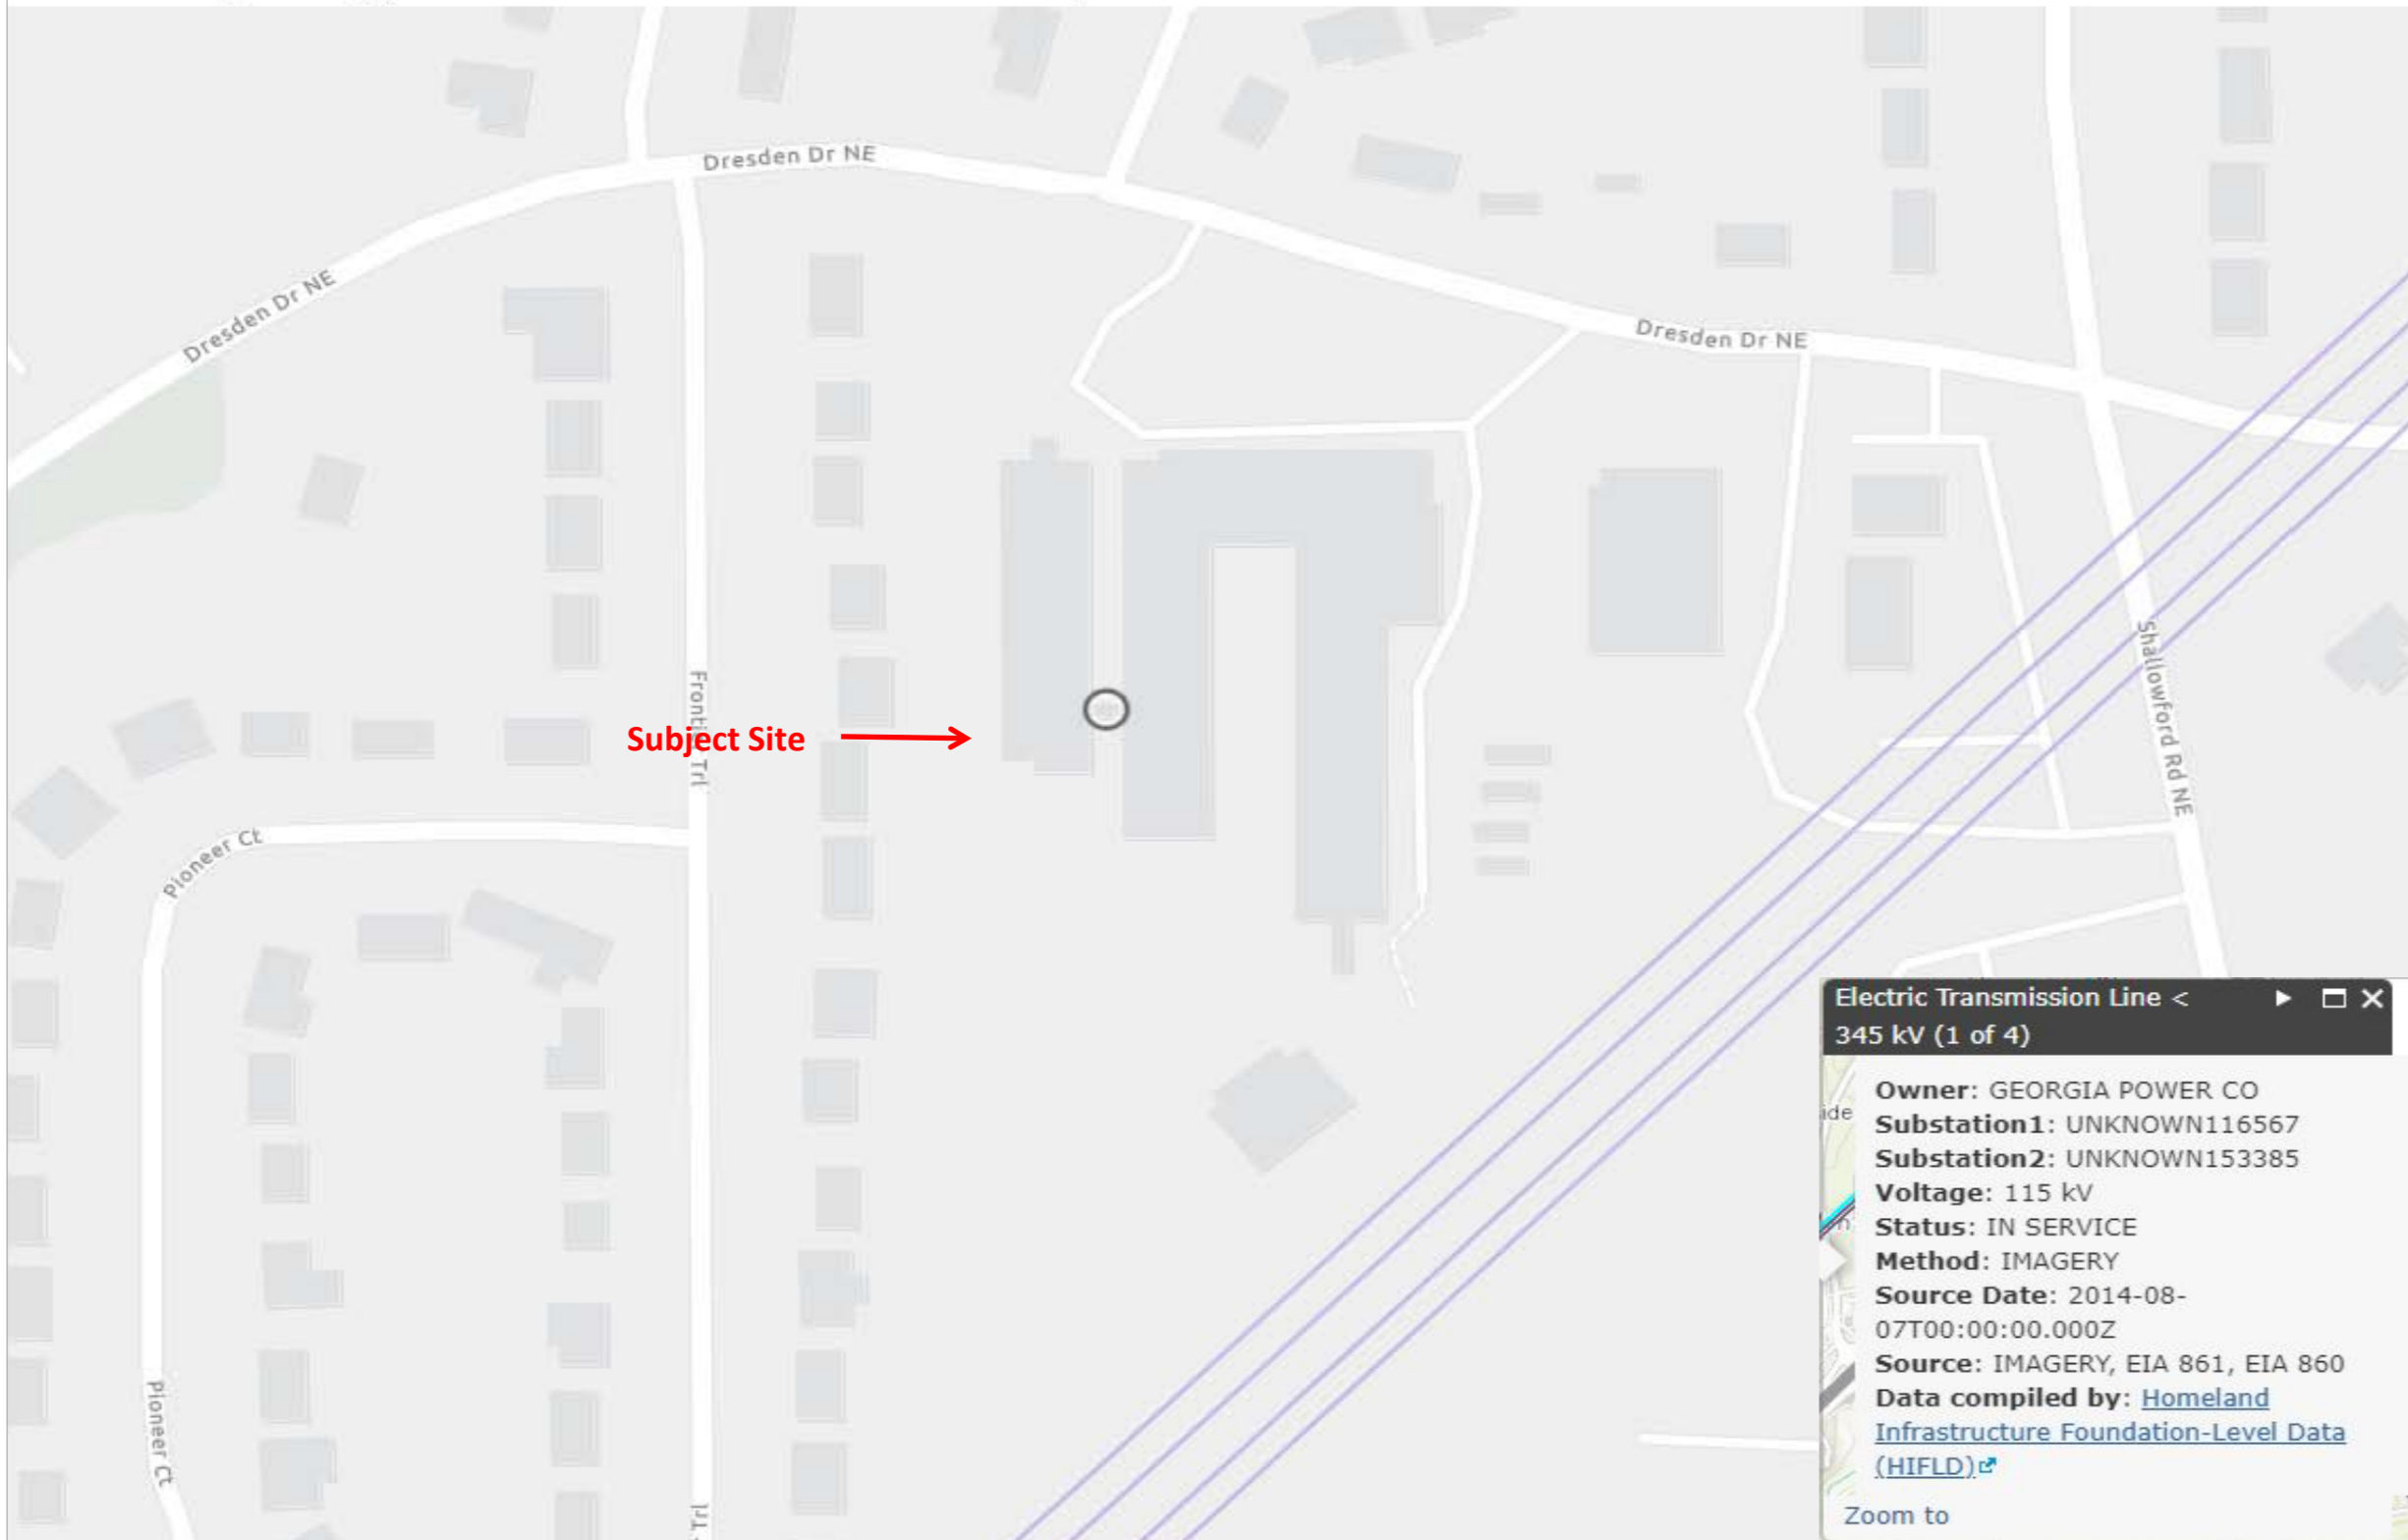 Dresden Dr NE
Dresden Dr NE
Dresden Dr NE
Shallowford Rd NE
Subject Site
Pioneer Ct
Pioneer Ct
Trl
Electric Transmission Line <
345 kV (1 of 4)
Owner: GEORGIA POWER CO
Substation1: UNKNOWN116567
Substation2: UNKNOWN153385
Voltage: 115 kV
Status: IN SERVICE
Method: IMAGERY
Source Date: 2014-08-
07T00:00:00.000Z
Source: IMAGERY, EIA 861, EIA 860
Data compiled by: Homeland
Infrastructure Foundation-Level Data
(HIFLD)
Zoom to
ide